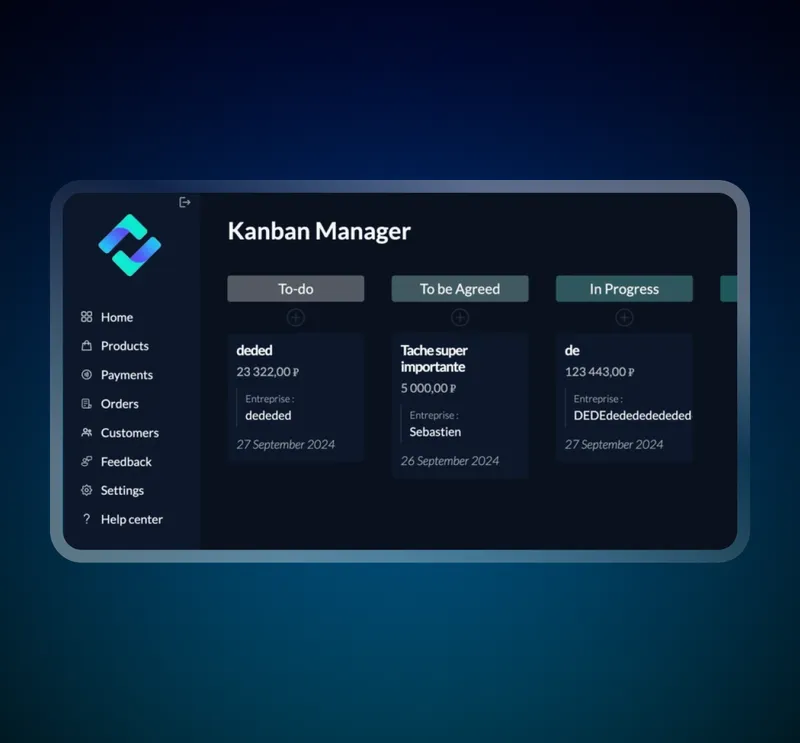 Kanban Manager
Home
Products
Payments
Orders
Customers
Feedback
Settings
? Help center
To-do
deded
23 322,00 ₽
Entreprise :
dededed
27 September 2024
To be Agreed
Tache super
importante
5 000,00 ₽
Entreprise :
Sebastien
26 September 2024
In Progress
de
123 443,00 ₽
Entreprise :
DEDEdedededededed
27 September 2024